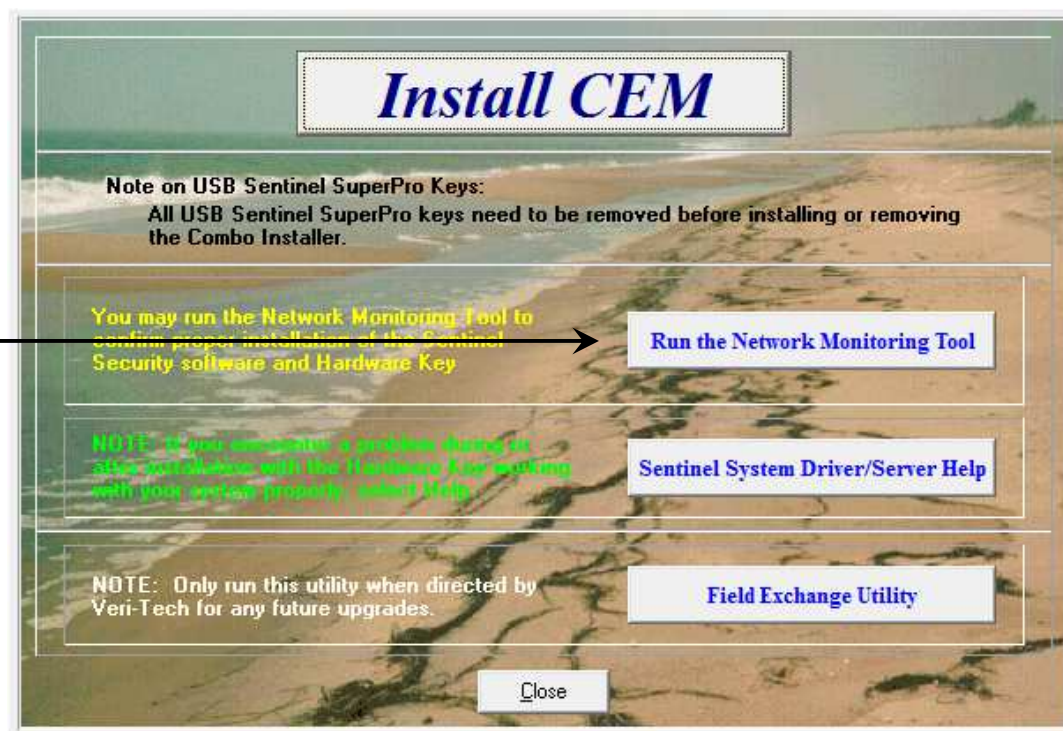 Install CEM
Note on USB Sentinel SuperPro Keys:
All USB Sentinel SuperPro keys need to be removed before installing or removing
the Combo Installer.
You may run the Network Monitoring Tool to
confirm proper installation of the Sentinel
Security software and Hardware Key
Run the Network Monitoring Tool
NOTE: If you encounter a problem during or
after installation with the Hardware Key working
with your system properly, select Help
Sentinel System Driver/Server Help
NOTE: Only run this utility when directed by
Veri-Tech for any future upgrades.
Field Exchange Utility
Close